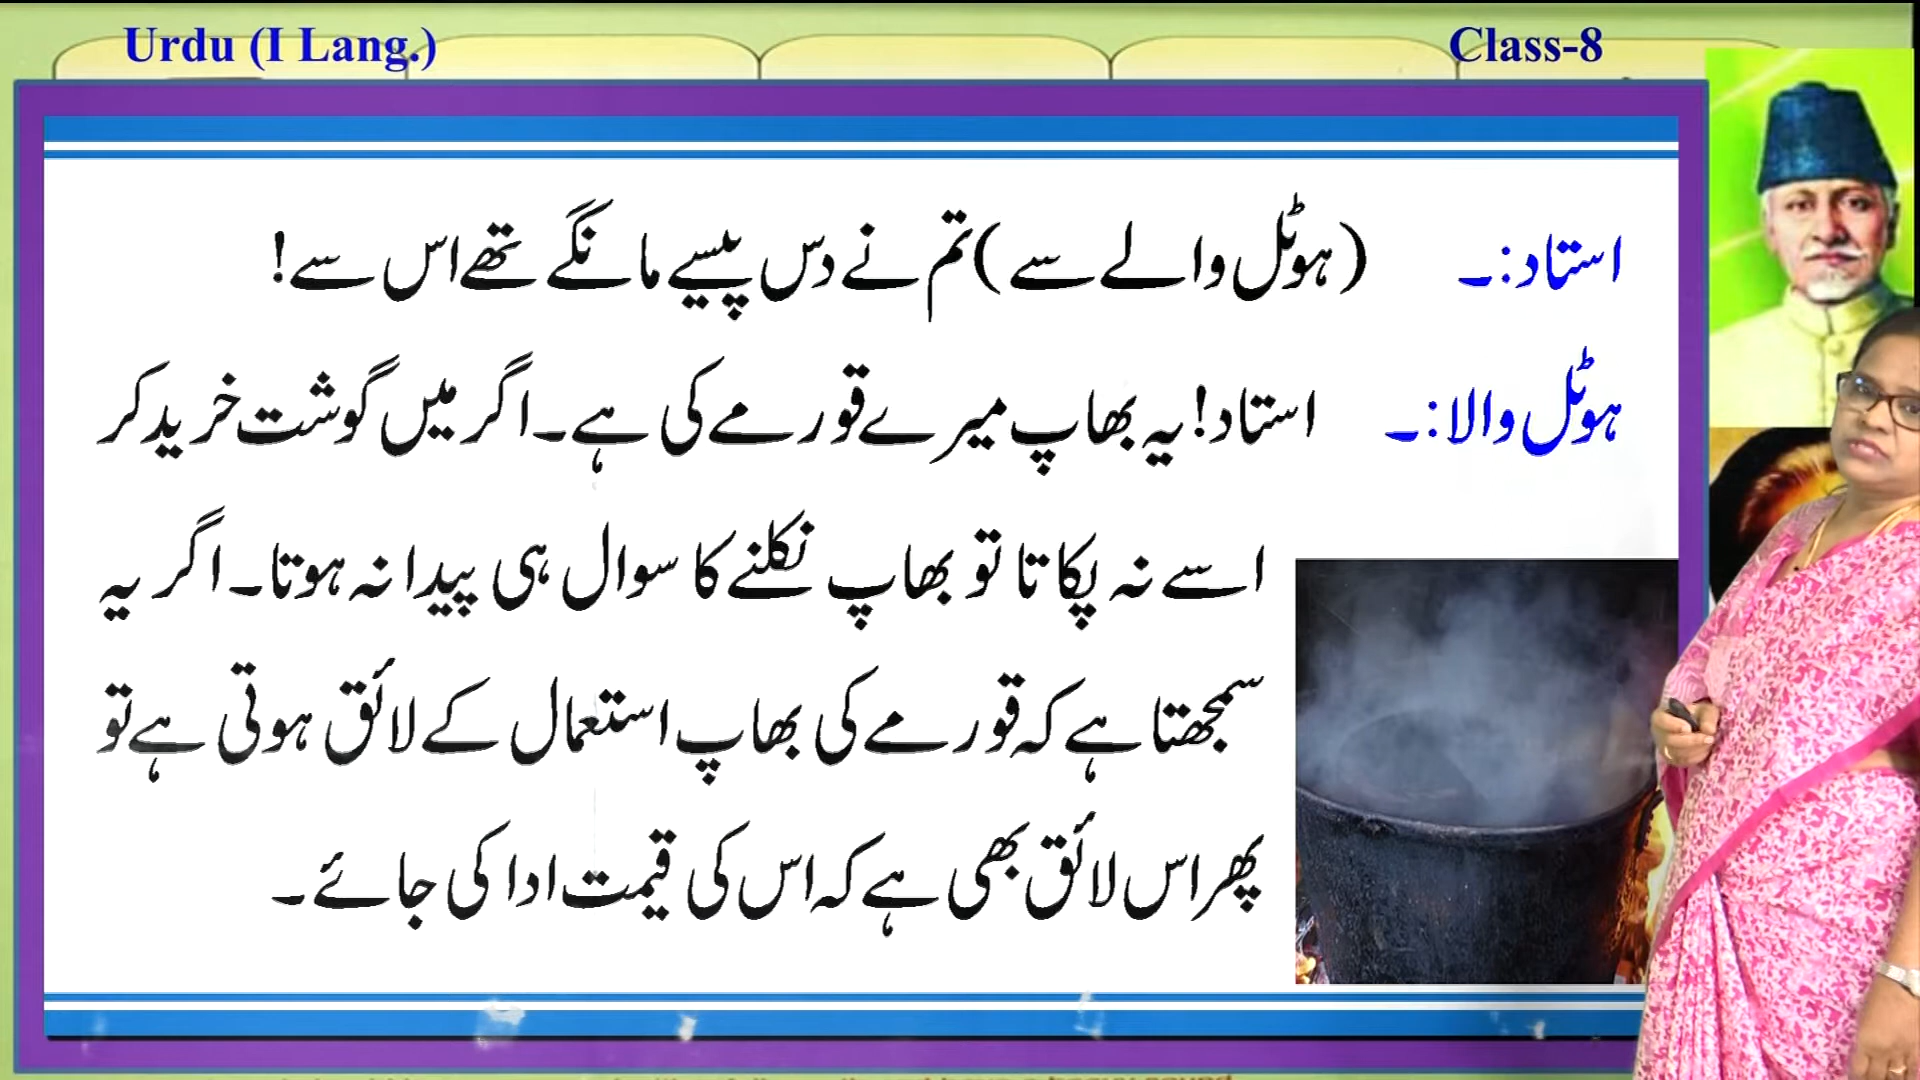 Urdu (I Lang.)
Class-8
استاد:۔ (ہوٹل والے سے) تم نے دس پیسے مانگے تھے اس سے!
ہوٹل والا:۔ استاد! یہ بھاپ میرے قورمے کی ہے۔ اگر میں گوشت خرید کر
اسے نہ پکاتا تو بھاپ نکلنے کا سوال ہی پیدا نہ ہوتا۔ اگر یہ
سمجھتا ہے کہ قورمے کی بھاپ استعمال کے لائق ہوتی ہے تو
پھر اس لائق بھی ہے کہ اس کی قیمت ادا کی جائے۔